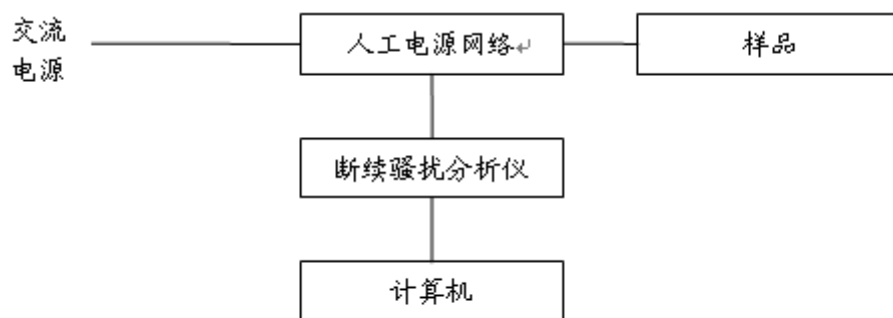 交流
电源
人工电源网络↵
样品
断续骚扰分析仪
计算机